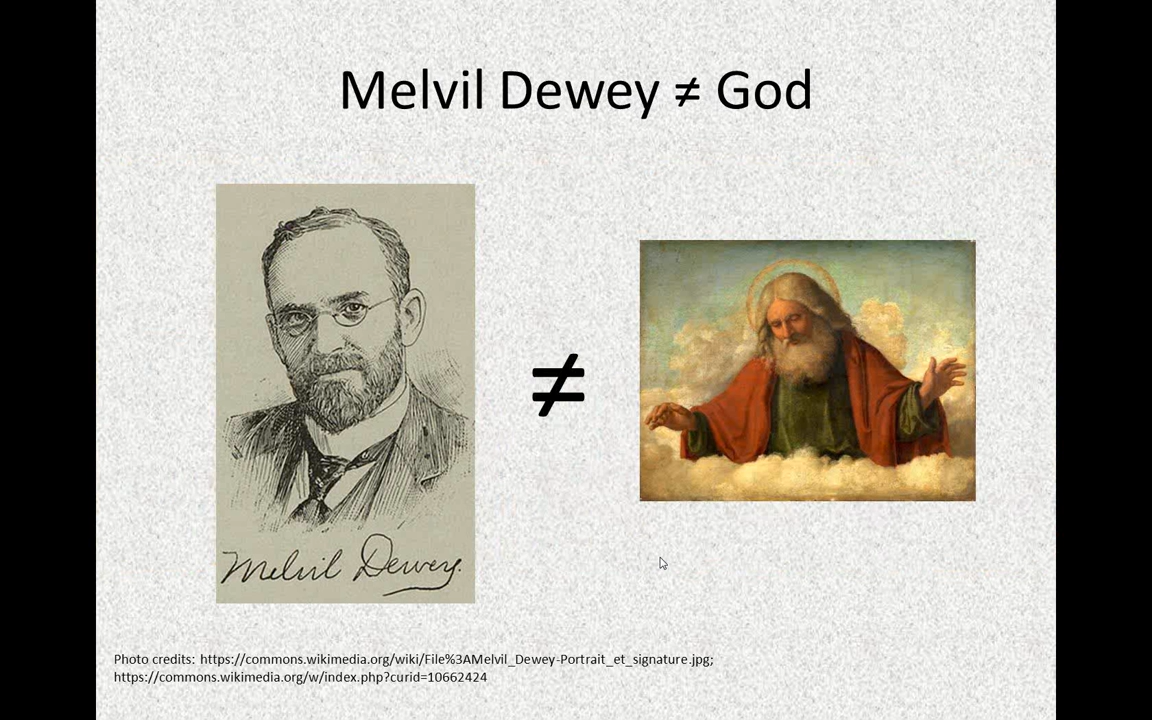 Melvil Dewey ≠ God
≠
Melvil Dewey.
Photo credits: https://commons.wikimedia.org/wiki/File%3AMelvil_Dewey-Portrait_et_signature.jpg;
https://commons.wikimedia.org/w/index.php?curid=10662424